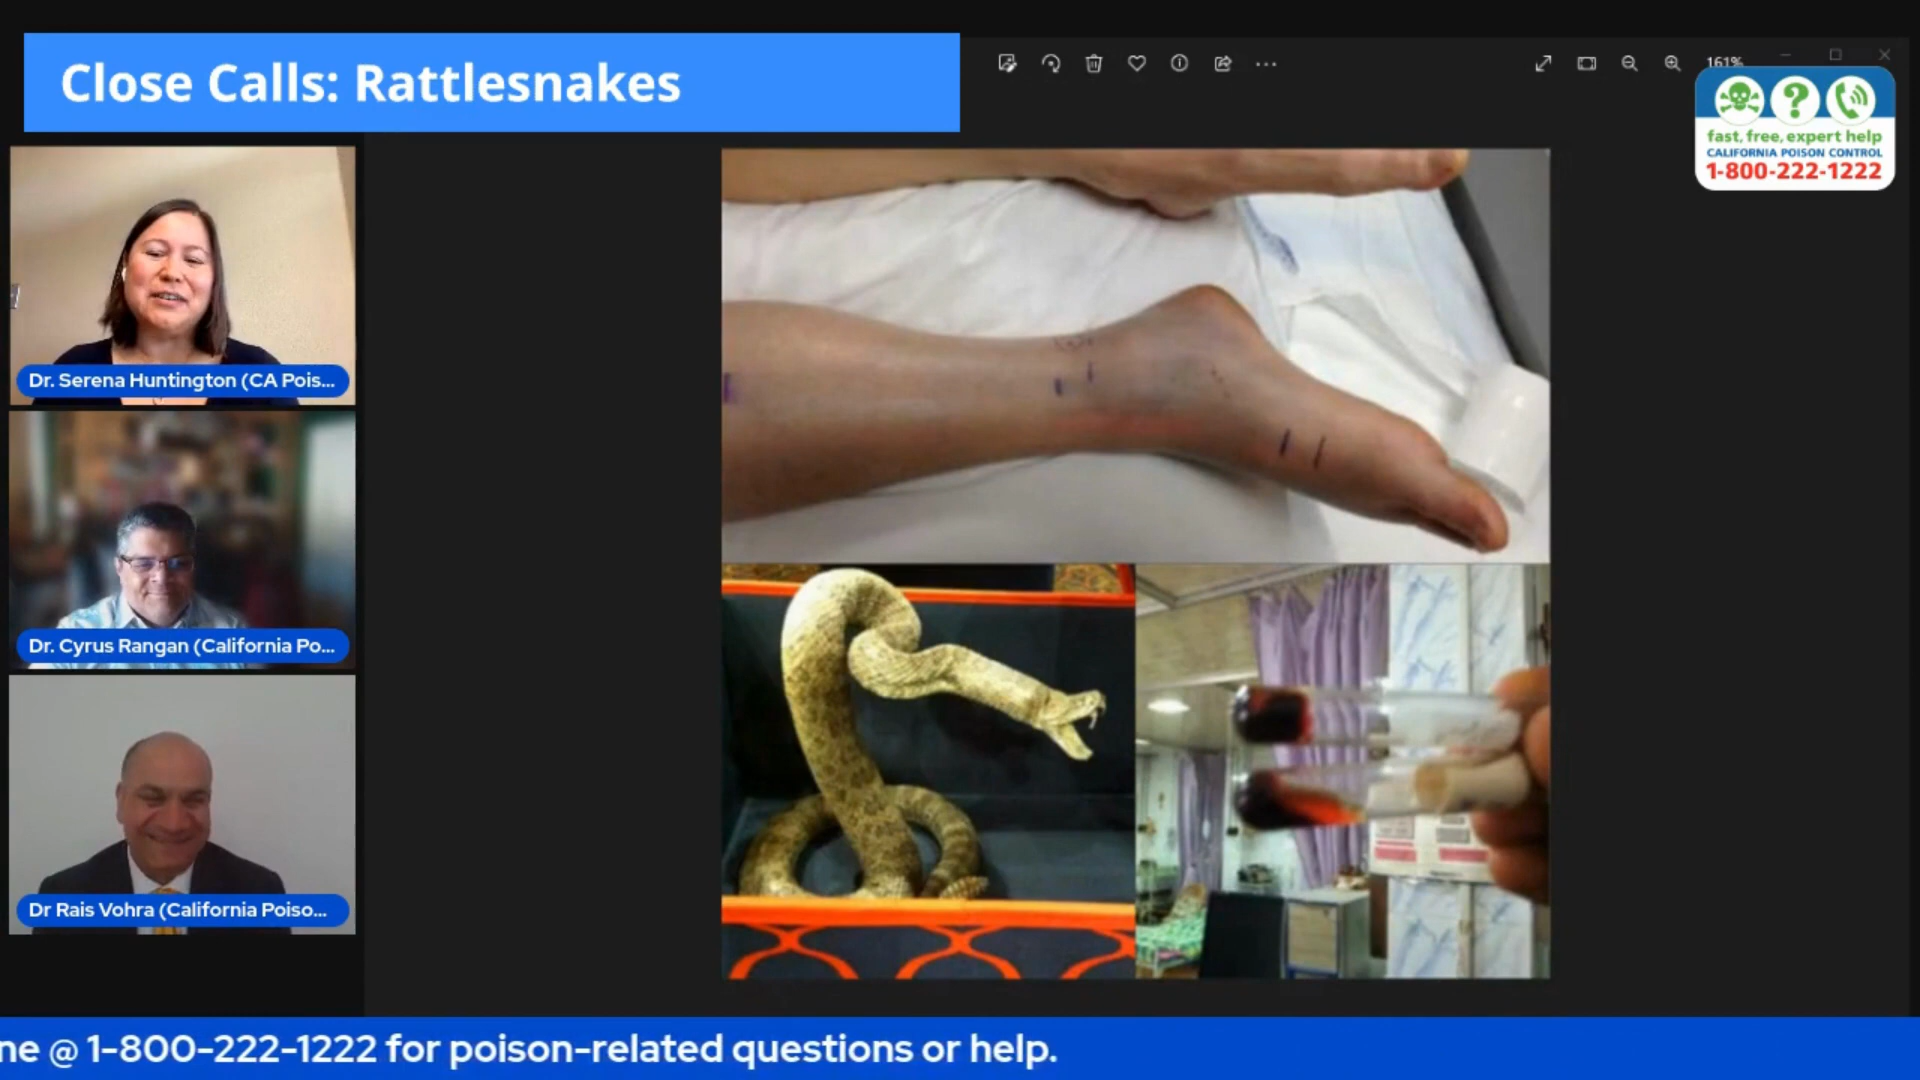 Close Calls: Rattlesnakes
161%
fast, free, expert help
CALIFORNIA POISON CONTROL
1-800-222-1222
Dr. Serena Huntington (CA Pois...
Dr. Cyrus Rangan (California Po...
Dr Rais Vohra (California Poiso...
ne @ 1-800-222-1222 for poison-related questions or help.